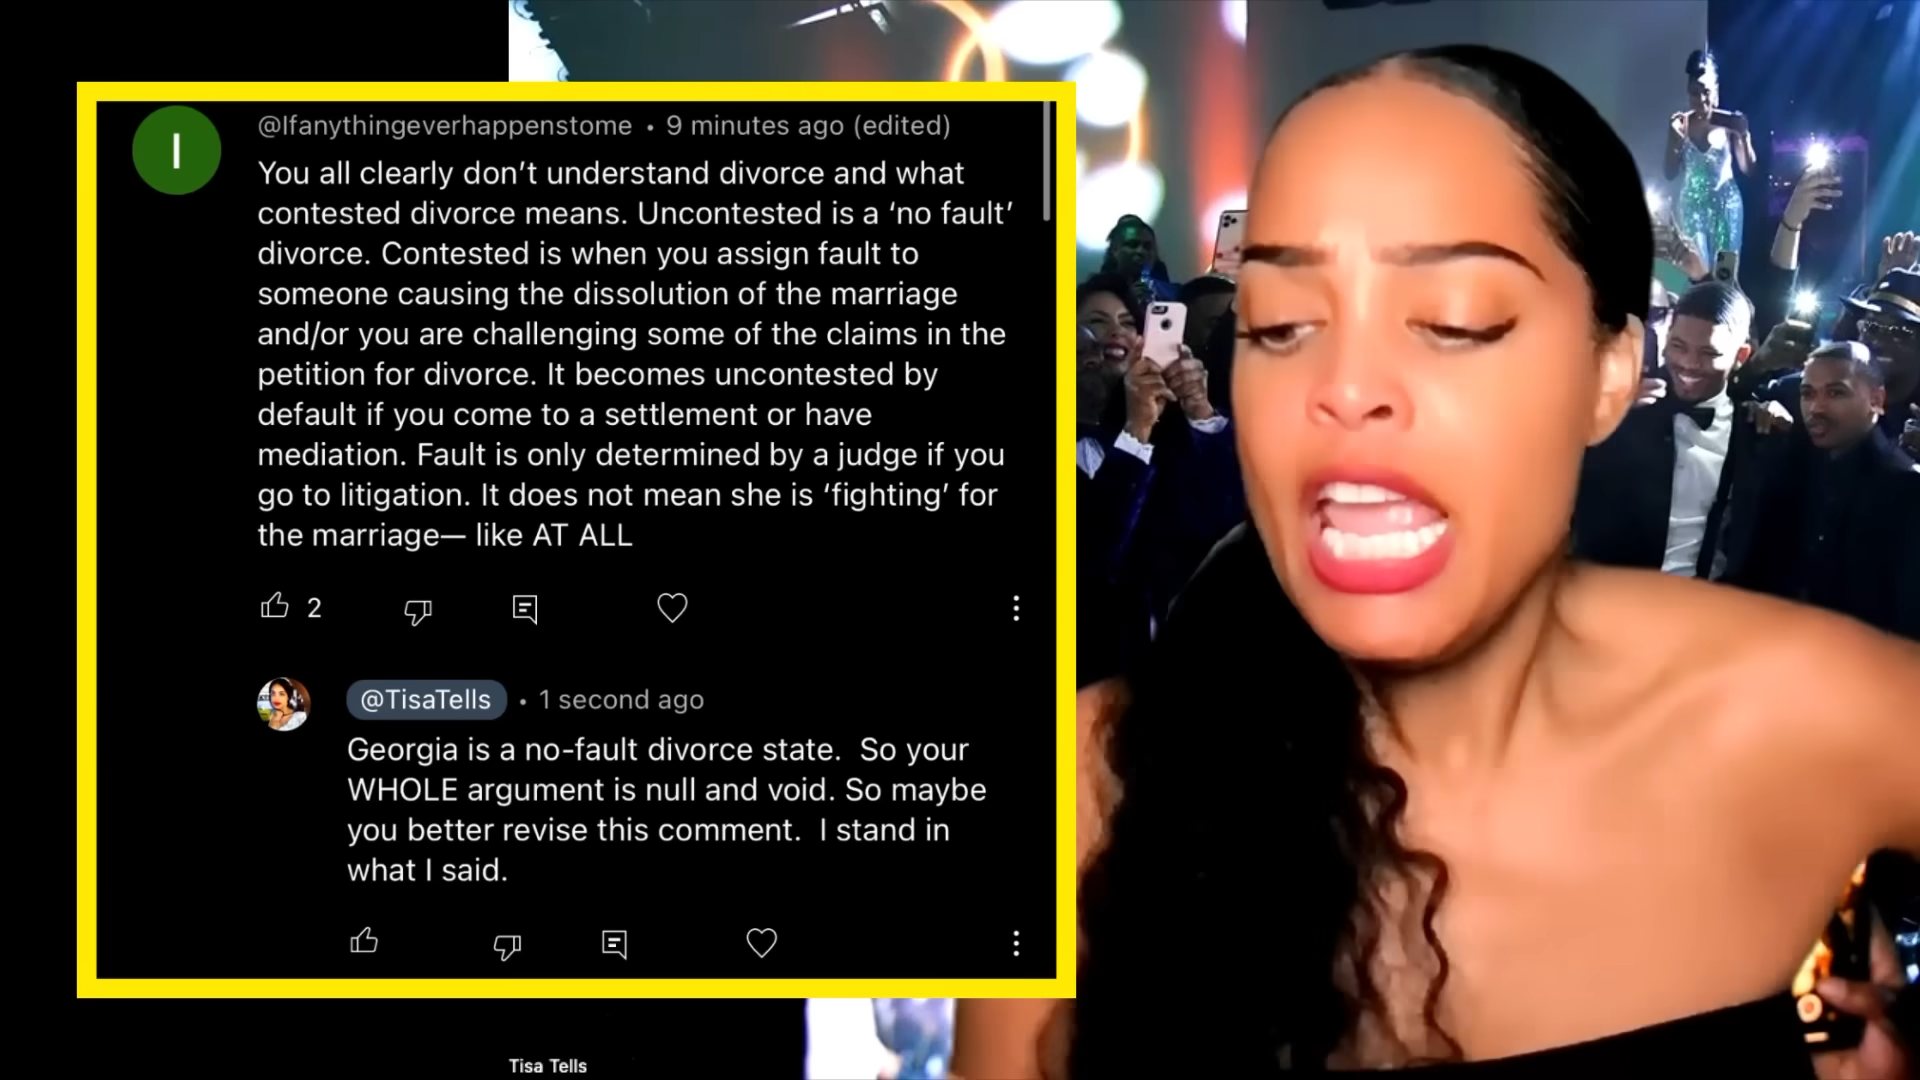 @Ifanythingeverhappenstome • 9 minutes ago (edited)
You all clearly don’t understand divorce and what
contested divorce means. Uncontested is a ‘no fault’
divorce. Contested is when you assign fault to
someone causing the dissolution of the marriage
and/or you are challenging some of the claims in the
petition for divorce. It becomes uncontested by
default if you come to a settlement or have
mediation. Fault is only determined by a judge if you
go to litigation. It does not mean she is ‘fighting’ for
the marriage— like AT ALL
2
@TisaTells • 1 second ago
Georgia is a no-fault divorce state.  So your
WHOLE argument is null and void. So maybe
you better revise this comment.  I stand in
what I said.
Tisa Tells